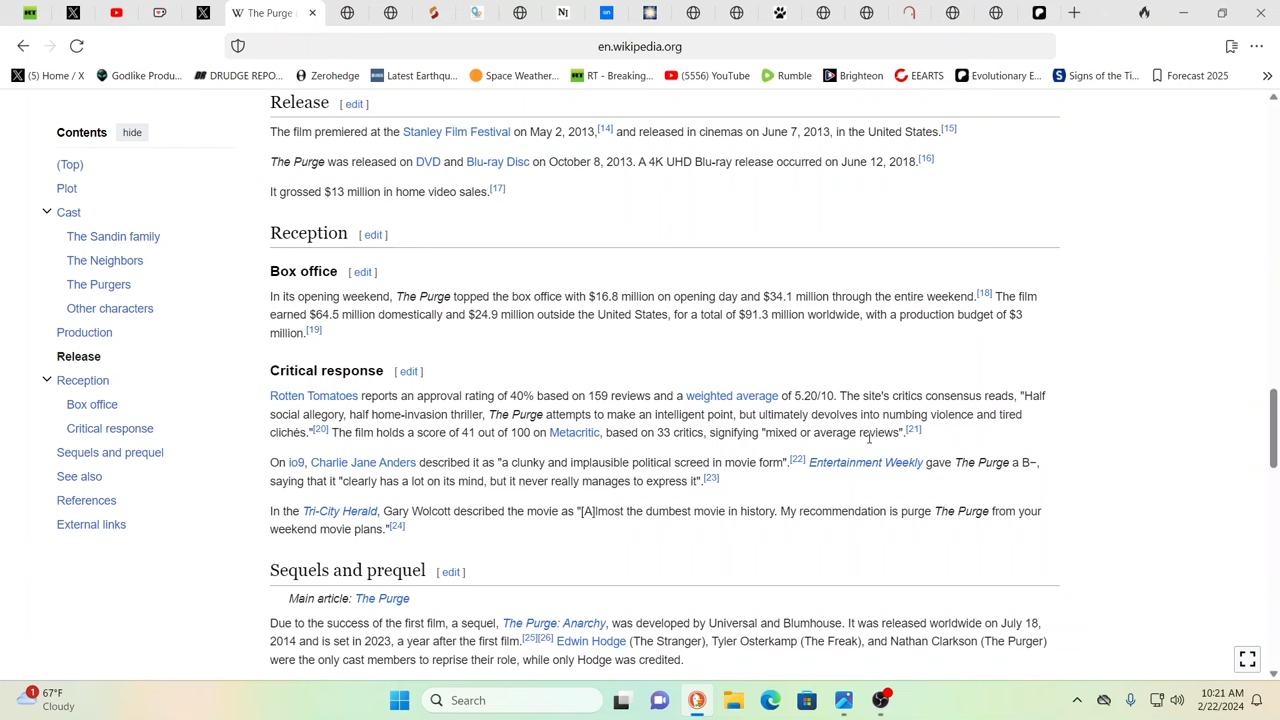 The Purge
en.wikipedia.org
(5) Home / X
Godlike Produ...
DRUDGE REPO...
Zerohedge
Latest Earthqu...
Space Weather...
RT - Breaking...
(5556) YouTube
Rumble
Brighteon
EEARTS
Evolutionary E...
Signs of the Ti...
Forecast 2025
Contents hide
(Top)
Plot
Cast
The Sandin family
The Neighbors
The Purgers
Other characters
Production
Release
Reception
Box office
Critical response
Sequels and prequel
See also
References
External links
Release [ edit ]
The film premiered at the Stanley Film Festival on May 2, 2013,[14] and released in cinemas on June 7, 2013, in the United States.[15]
The Purge was released on DVD and Blu-ray Disc on October 8, 2013. A 4K UHD Blu-ray release occurred on June 12, 2018.[16]
It grossed $13 million in home video sales.[17]
Reception [ edit ]
Box office [ edit ]
In its opening weekend, The Purge topped the box office with $16.8 million on opening day and $34.1 million through the entire weekend.[18] The film
earned $64.5 million domestically and $24.9 million outside the United States, for a total of $91.3 million worldwide, with a production budget of $3
million.[19]
Critical response [ edit ]
Rotten Tomatoes reports an approval rating of 40% based on 159 reviews and a weighted average of 5.20/10. The site's critics consensus reads, "Half
social allegory, half home-invasion thriller, The Purge attempts to make an intelligent point, but ultimately devolves into numbing violence and tired
clichés."[20] The film holds a score of 41 out of 100 on Metacritic, based on 33 critics, signifying "mixed or average reviews".[21]
On io9, Charlie Jane Anders described it as "a clunky and implausible political screed in movie form".[22] Entertainment Weekly gave The Purge a B−,
saying that it "clearly has a lot on its mind, but it never really manages to express it".[23]
In the Tri-City Herald, Gary Wolcott described the movie as "[A]lmost the dumbest movie in history. My recommendation is purge The Purge from your
weekend movie plans."[24]
Sequels and prequel [ edit ]
Main article: The Purge
Due to the success of the first film, a sequel, The Purge: Anarchy, was developed by Universal and Blumhouse. It was released worldwide on July 18,
2014 and is set in 2023, a year after the first film.[25][26] Edwin Hodge (The Stranger), Tyler Osterkamp (The Freak), and Nathan Clarkson (The Purger)
were the only cast members to reprise their role, while only Hodge was credited.
1
67°F
Cloudy
Search
10:21 AM
2/22/2024